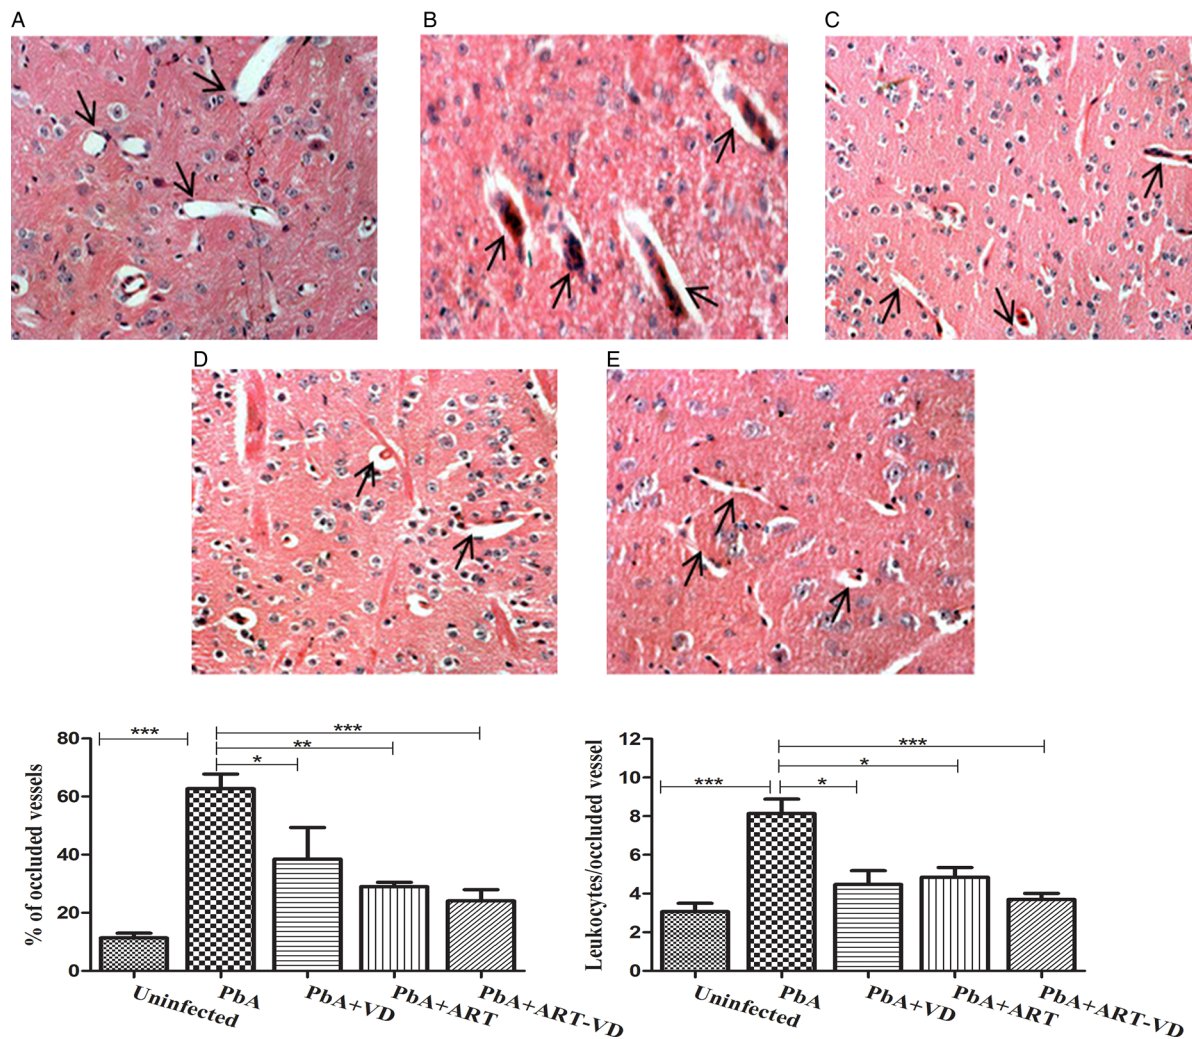 A
B
C
D
E
***
***
**
*
80
60
40
20
0
% of occluded vessels
Uninfected
PbA
PbA+VD
PbA+ART
PbA+ART-VD
***
*
***
*
12
10
8
6
4
2
0
Leukocytes/occluded vessel
Uninfected
PbA
PbA+VD
PbA+ART
PbA+ART-VD